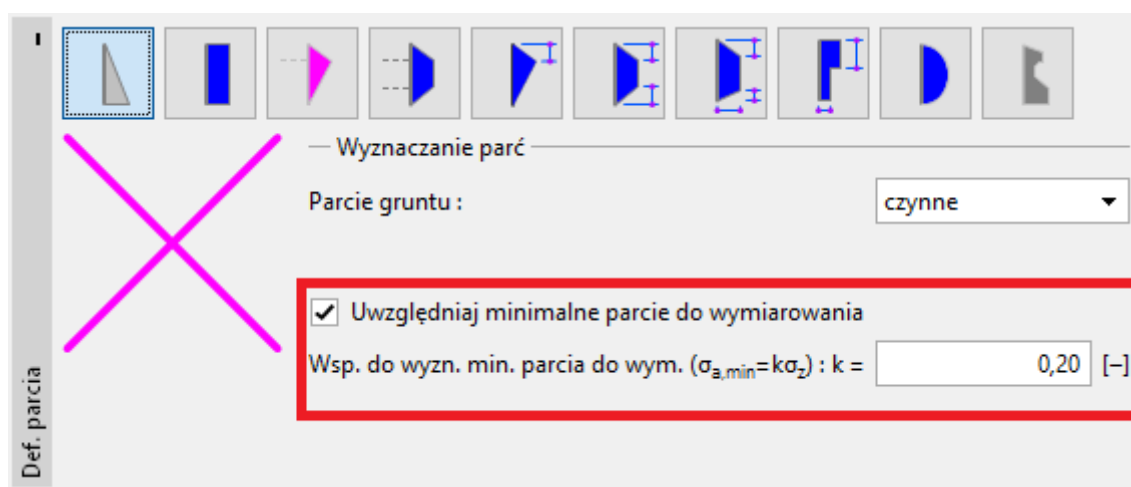 Wyznaczanie parć
Parcie gruntu : czynne
Uwzględniaj minimalne parcie do wymiarowania
Wsp. do wyzn. min. parcia do wym. (σa,min=kσz) : k = 0,20 [–]
Def. parcia